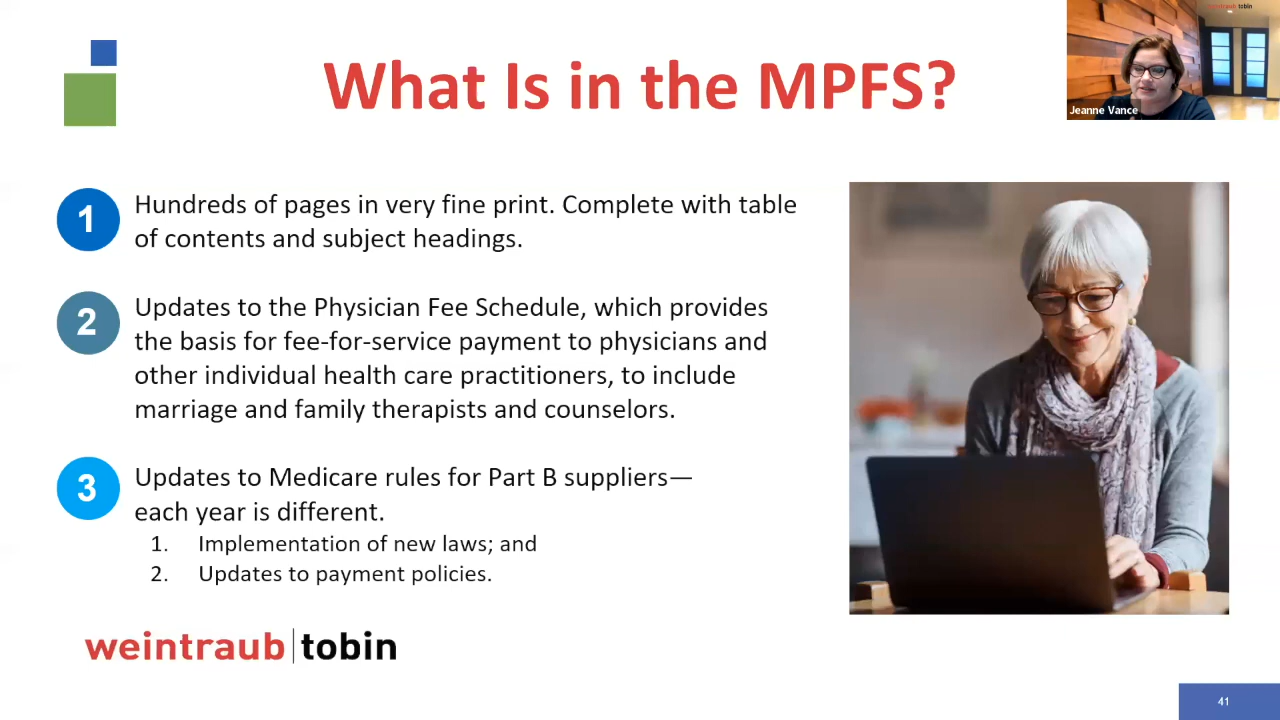 What Is in the MPFS?
weintraub tobin
Jeanne Vance
1
Hundreds of pages in very fine print. Complete with table
of contents and subject headings.
2
Updates to the Physician Fee Schedule, which provides
the basis for fee-for-service payment to physicians and
other individual health care practitioners, to include
marriage and family therapists and counselors.
3
Updates to Medicare rules for Part B suppliers—
each year is different.
1. Implementation of new laws; and
2. Updates to payment policies.
weintraub tobin
41